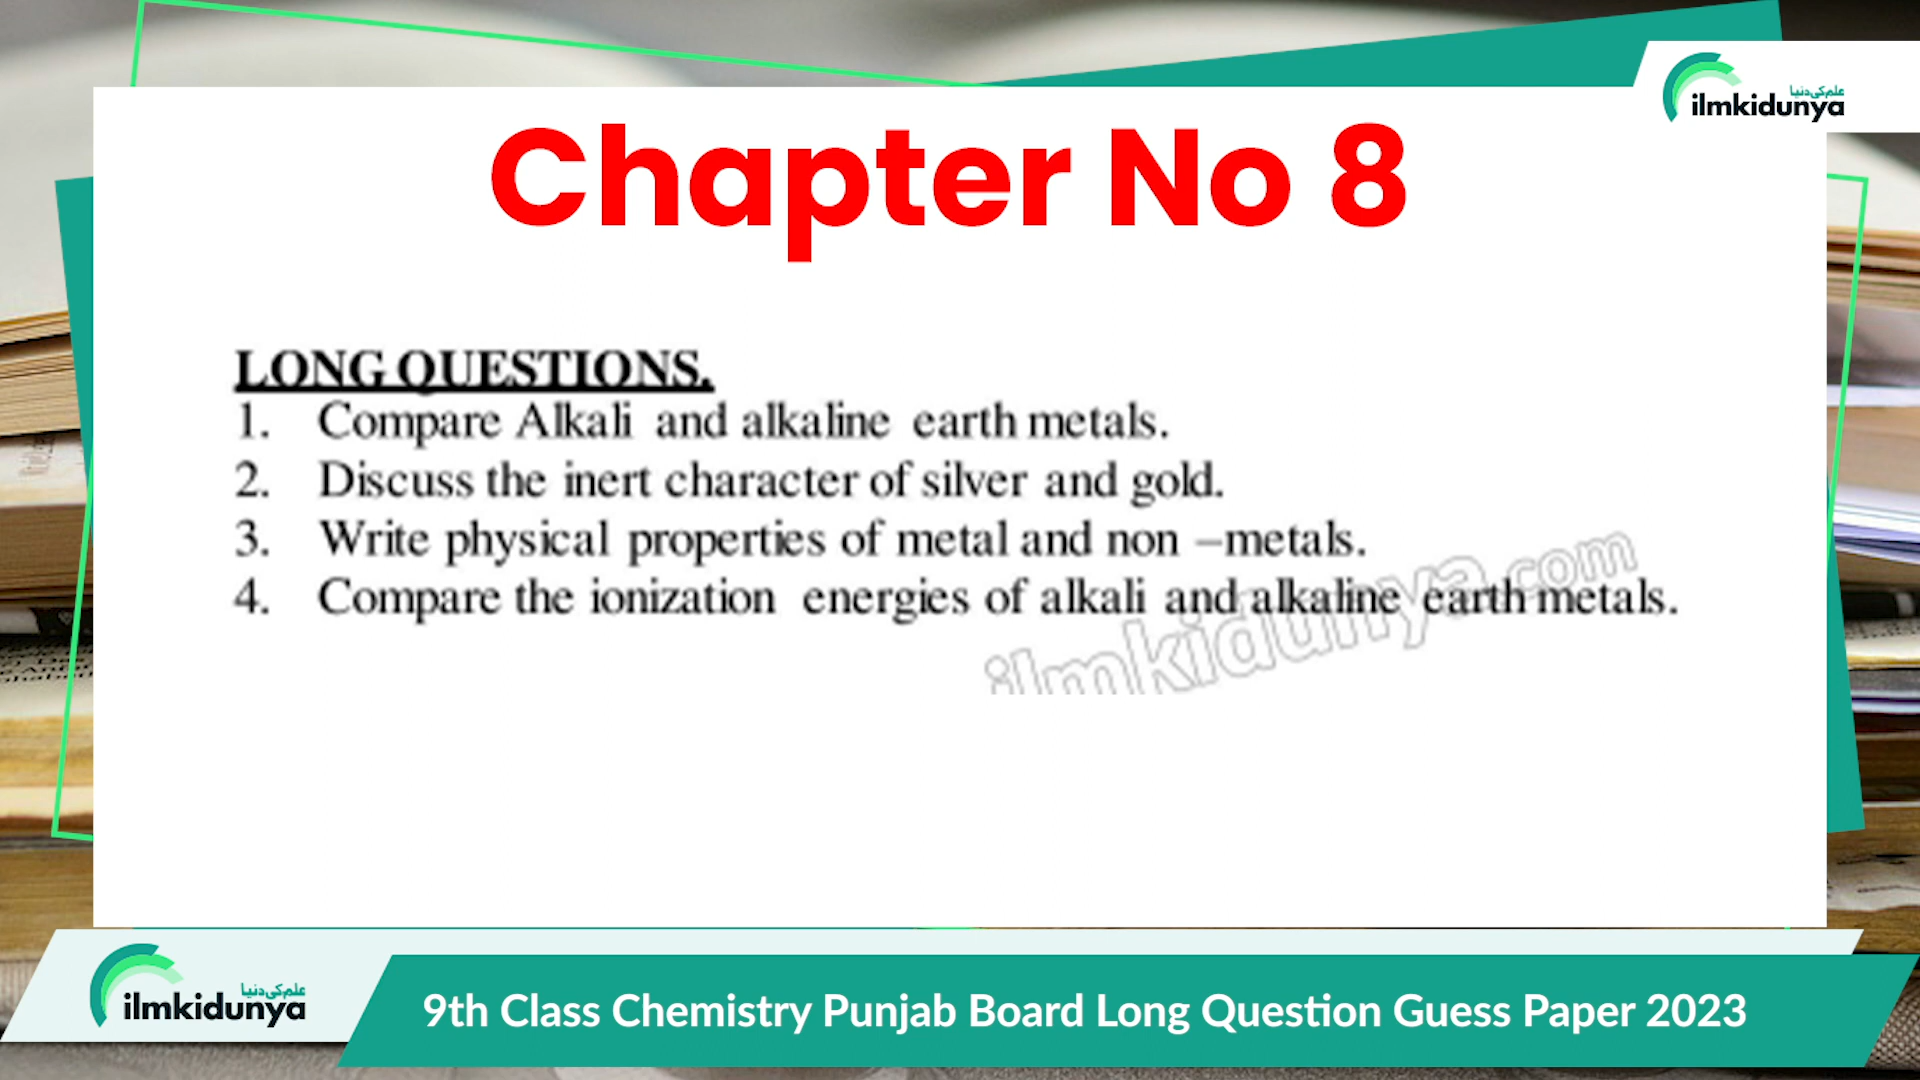 علم کی دنیا
ilmkidunya
Chapter No 8
LONG QUESTIONS.
1. Compare Alkali and alkaline earth metals.
2. Discuss the inert character of silver and gold.
3. Write physical properties of metal and non –metals.
4. Compare the ionization energies of alkali and alkaline earth metals.
ilmkidunya.com
علم کی دنیا
ilmkidunya
9th Class Chemistry Punjab Board Long Question Guess Paper 2023